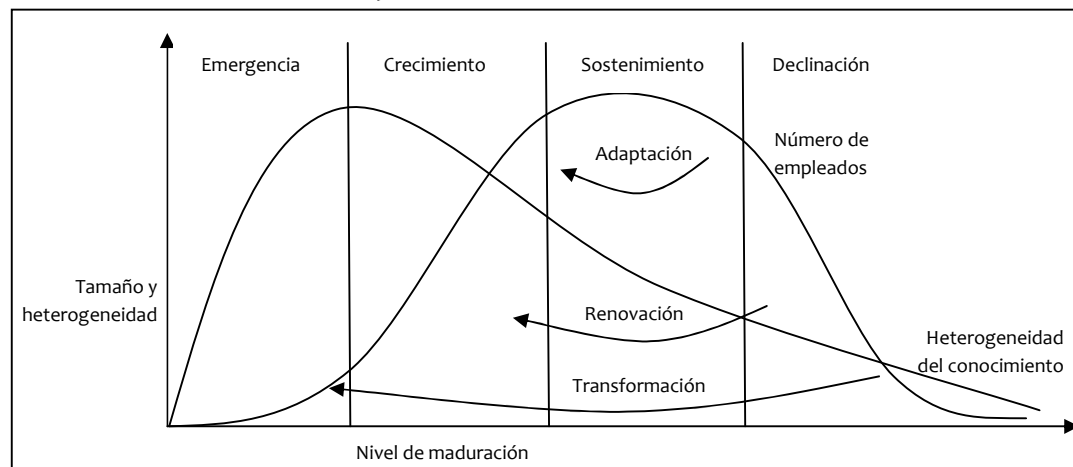 Emergencia
Crecimiento
Sostenimiento
Declinación
Número de
empleados
Adaptación
Tamaño y
heterogeneidad
Renovación
Heterogeneidad
del conocimiento
Transformación
Nivel de maduración